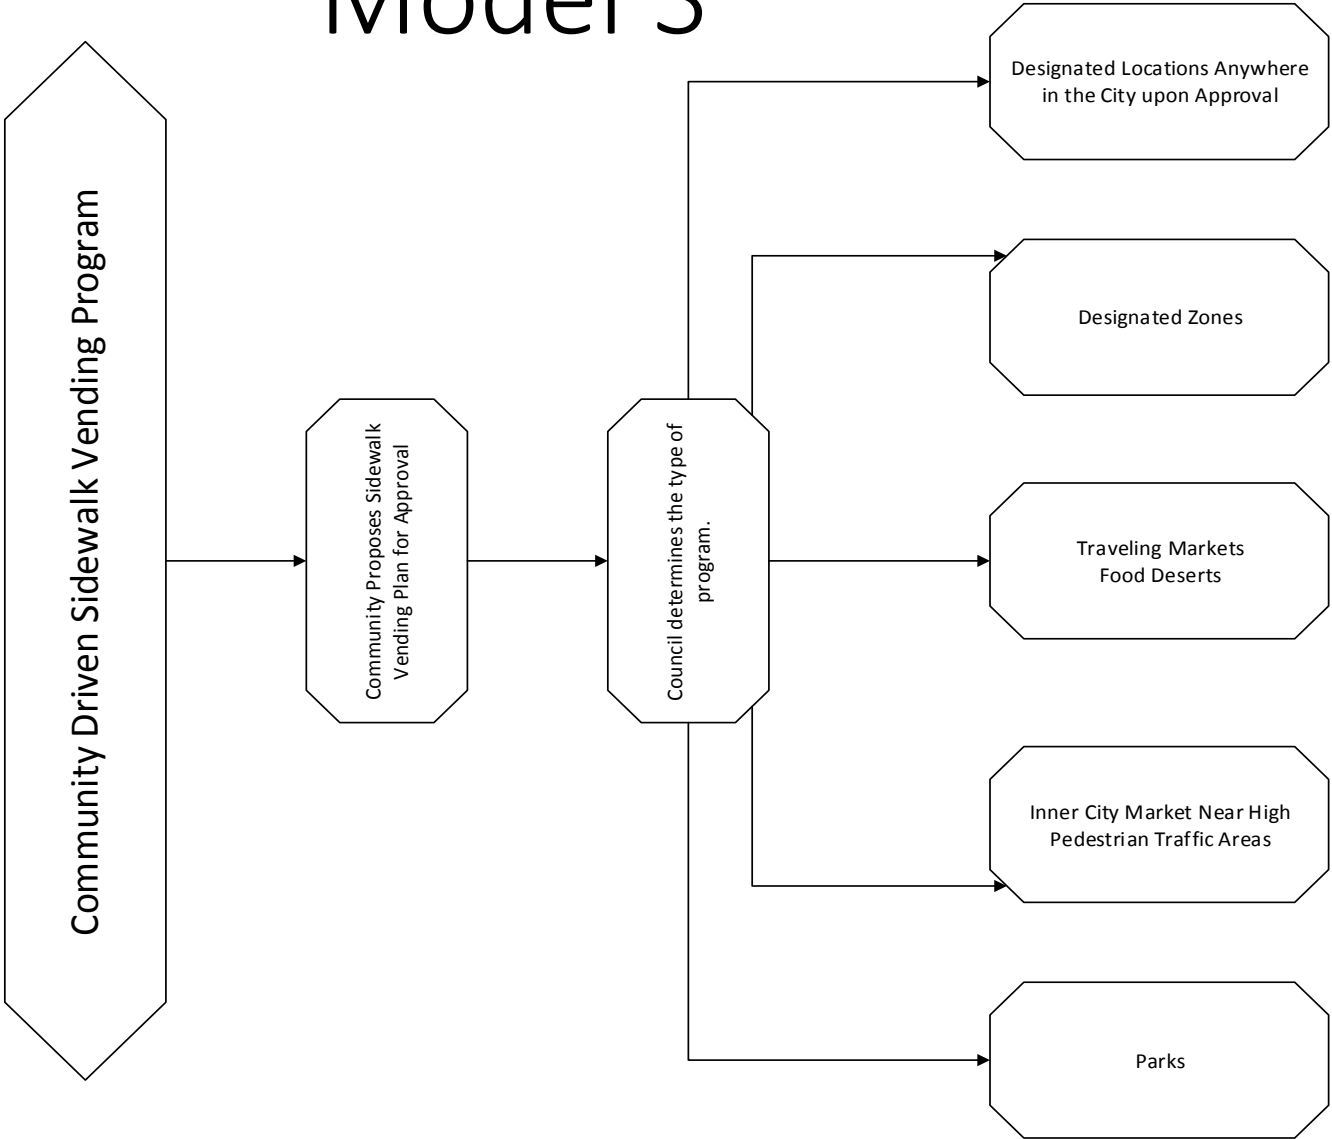 Model
Community Driven Sidewalk Vending Program
Community Proposes Sidewalk
Vending Plan for Approval
Council determines the type of
program.
Designated Locations Anywhere
in the City upon Approval
Designated Zones
Traveling Markets
Food Deserts
Inner City Market Near High
Pedestrian Traffic Areas
Parks